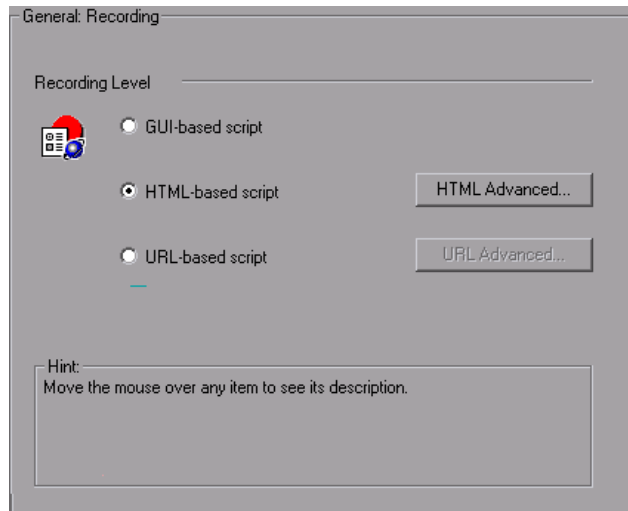 General: Recording
Recording Level
GUI-based script
HTML-based script
HTML Advanced...
URL-based script
URL Advanced...
Hint:
Move the mouse over any item to see its description.